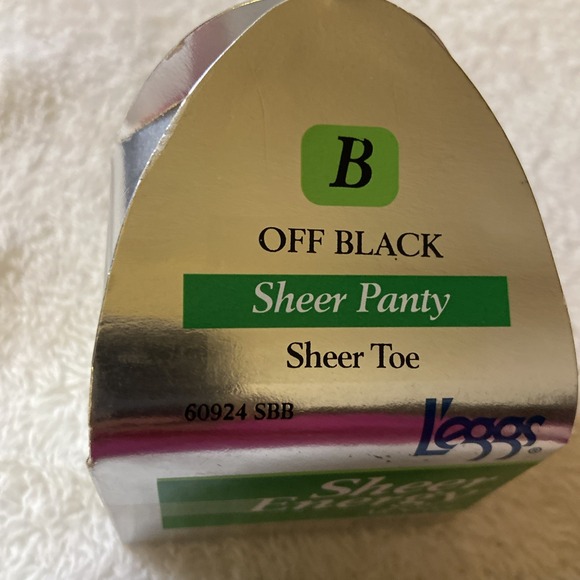 B
OFF BLACK
Sheer Panty
Sheer Toe
60924 SBB
L'eggs®
Sheer
Energy